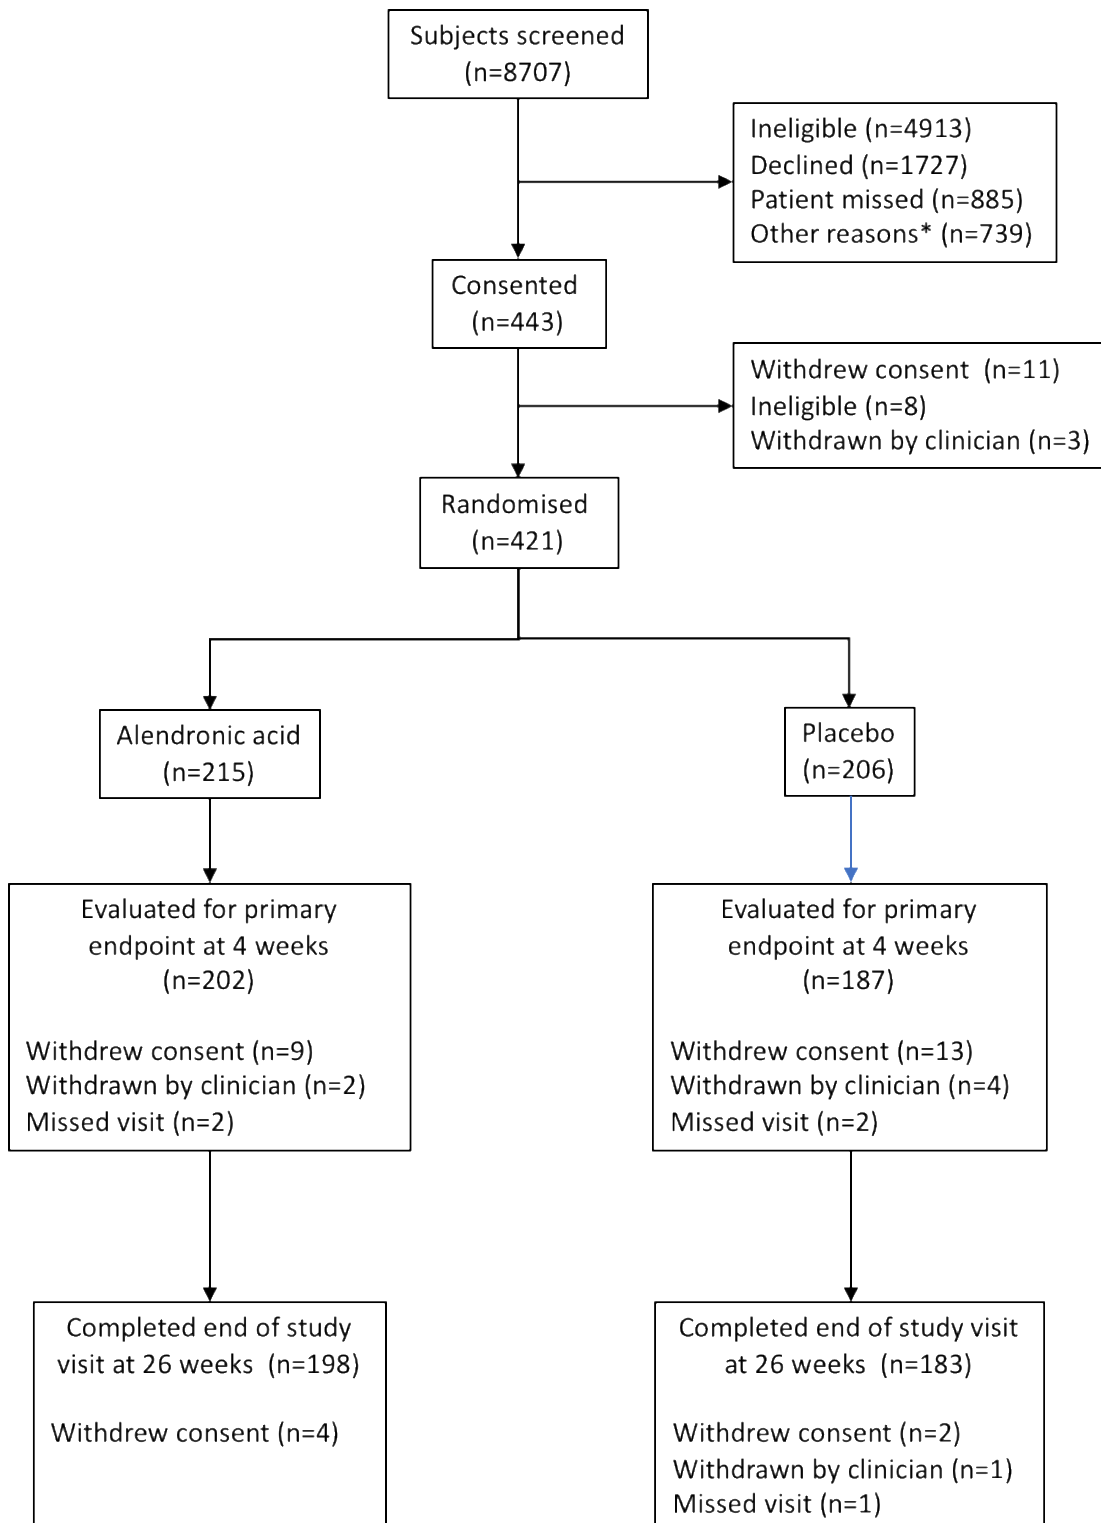 Subjects screened
(n=8707)
Ineligible (n=4913)
Declined (n=1727)
Patient missed (n=885)
Other reasons* (n=739)
Consented
(n=443)
Withdrew consent  (n=11)
Ineligible (n=8)
Withdrawn by clinician (n=3)
Randomised
(n=421)
Alendronic acid
(n=215)
Placebo
(n=206)
Evaluated for primary
endpoint at 4 weeks
(n=202)
Withdrew consent (n=9)
Withdrawn by clinician (n=2)
Missed visit (n=2)
Evaluated for primary
endpoint at 4 weeks
(n=187)
Withdrew consent (n=13)
Withdrawn by clinician (n=4)
Missed visit (n=2)
Completed end of study
visit at 26 weeks  (n=198)
Withdrew consent (n=4)
Completed end of study visit
at 26 weeks  (n=183)
Withdrew consent (n=2)
Withdrawn by clinician (n=1)
Missed visit (n=1)